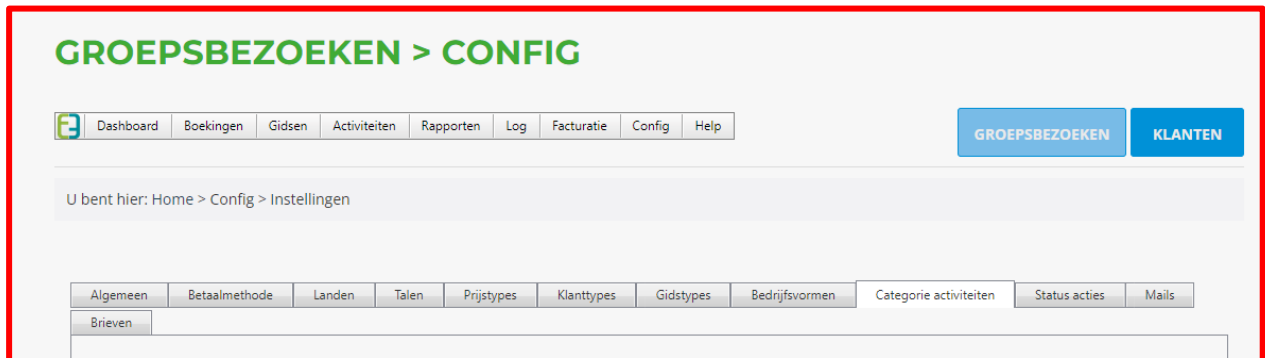 GROEPSBEZOEKEN > CONFIG
Dashboard Boekingen Gidsen Activiteiten Rapporten Log Facturatie Config Help
GROEPSBEZOEKEN KLANTEN
U bent hier: Home > Config > Instellingen
Algemeen Betaalmethode Landen Talen Prijstypes Klanttypes Gidstypes Bedrijfsvormen Categorie activiteiten Status acties Mails
Brieven